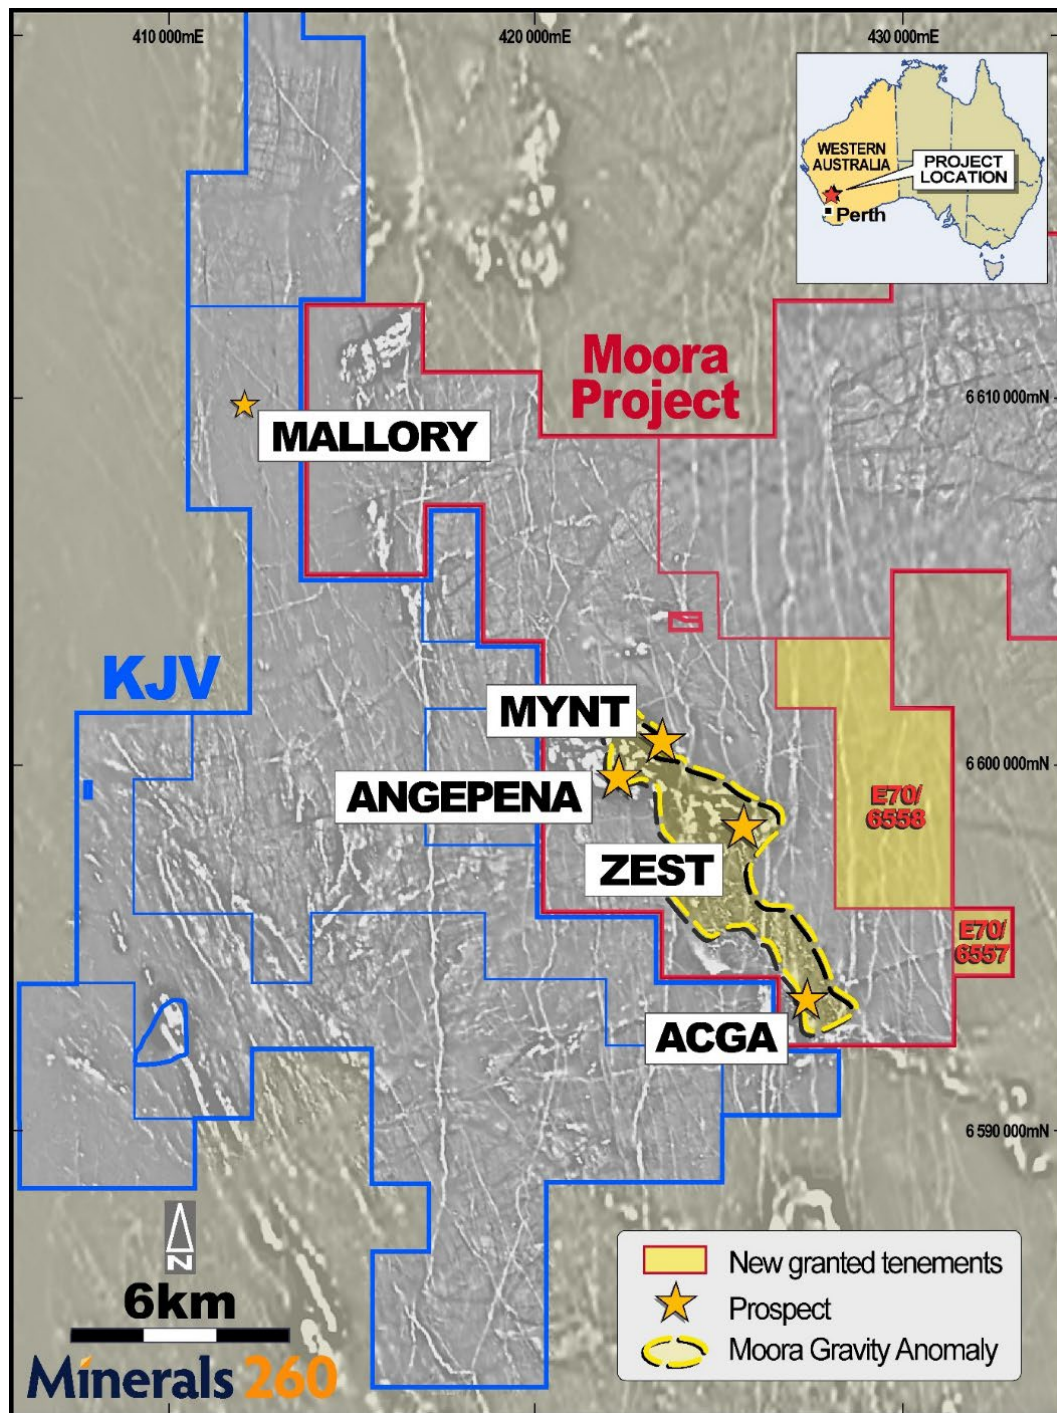 410 000mE
420 000mE
430 000mE
WESTERN
AUSTRALIA
PROJECT
LOCATION
Perth
Moora
Project
6 610 000mN
MALLORY
KJV
MYNT
6 600 000mN
ANGEPENA
E70/
6558
ZEST
E70/
6557
ACGA
6 590 000mN
N
6km
Minerals 260
New granted tenements
Prospect
Moora Gravity Anomaly